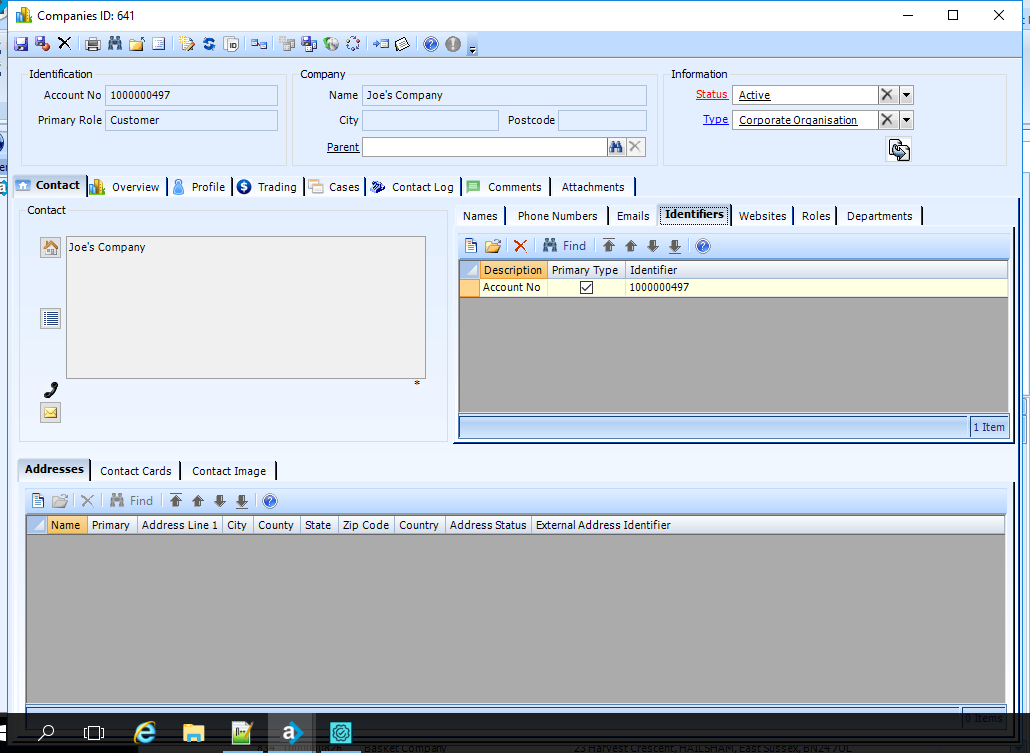 Companies ID: 641
Identification
Account No 1000000497
Primary Role Customer
Company
Name Joe's Company
City Postcode
Parent
Information
Status Active
Type Corporate Organisation
ID
Contact Overview Profile Trading Cases Contact Log Comments Attachments
Contact
Joe's Company
*
Names Phone Numbers Emails Identifiers Websites Roles Departments
Find
Description Primary Type Identifier
Account No 1000000497
1 Item
Addresses Contact Cards Contact Image
Find
Name Primary Address Line 1 City County State Zip Code Country Address Status External Address Identifier
0 Items
Basket Company 23 Harvest Crescent, HAILSHAM, East Sussex, BN24 7UL